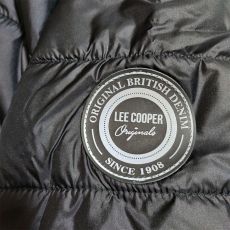 ORIGINAL BRITISH DENIM
LEE COOPER
Originals
SINCE 1908